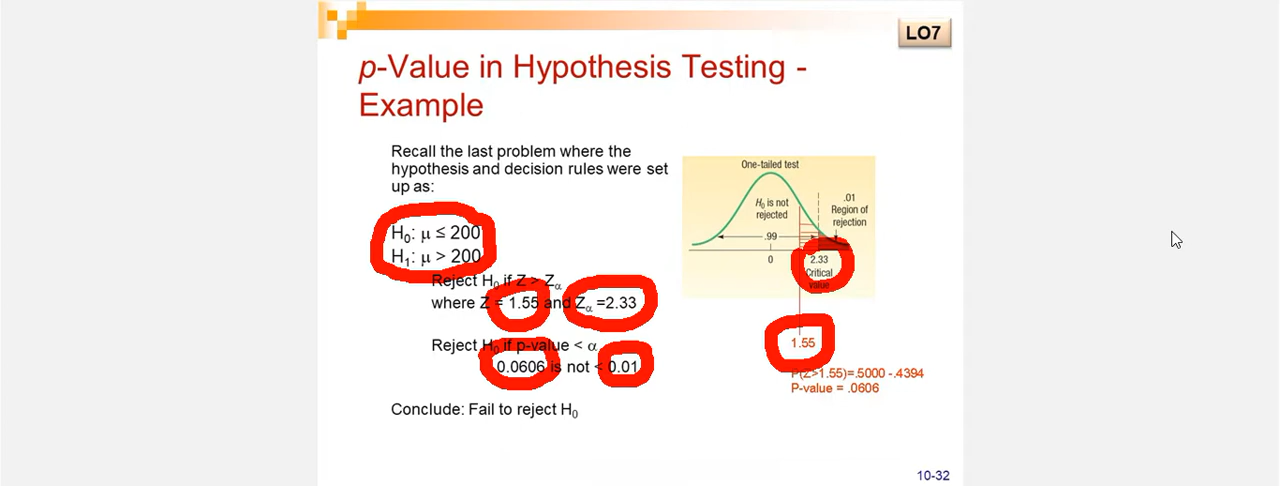 LO7
p-Value in Hypothesis Testing -
Example
Recall the last problem where the
hypothesis and decision rules were set
up as:
H₀: μ ≤ 200
H₁: μ > 200
Reject H₀ if Z > Zα
where Z = 1.55 and Zα =2.33
Reject H₀ if p-value < α
0.0606 is not < 0.01
Conclude: Fail to reject H₀
One-tailed test
H₀ is not
rejected
.01
Region of
rejection
.99
0
2.33
Critical
value
1.55
P(Z>1.55)=.5000 -.4394
P-value = .0606
10-32